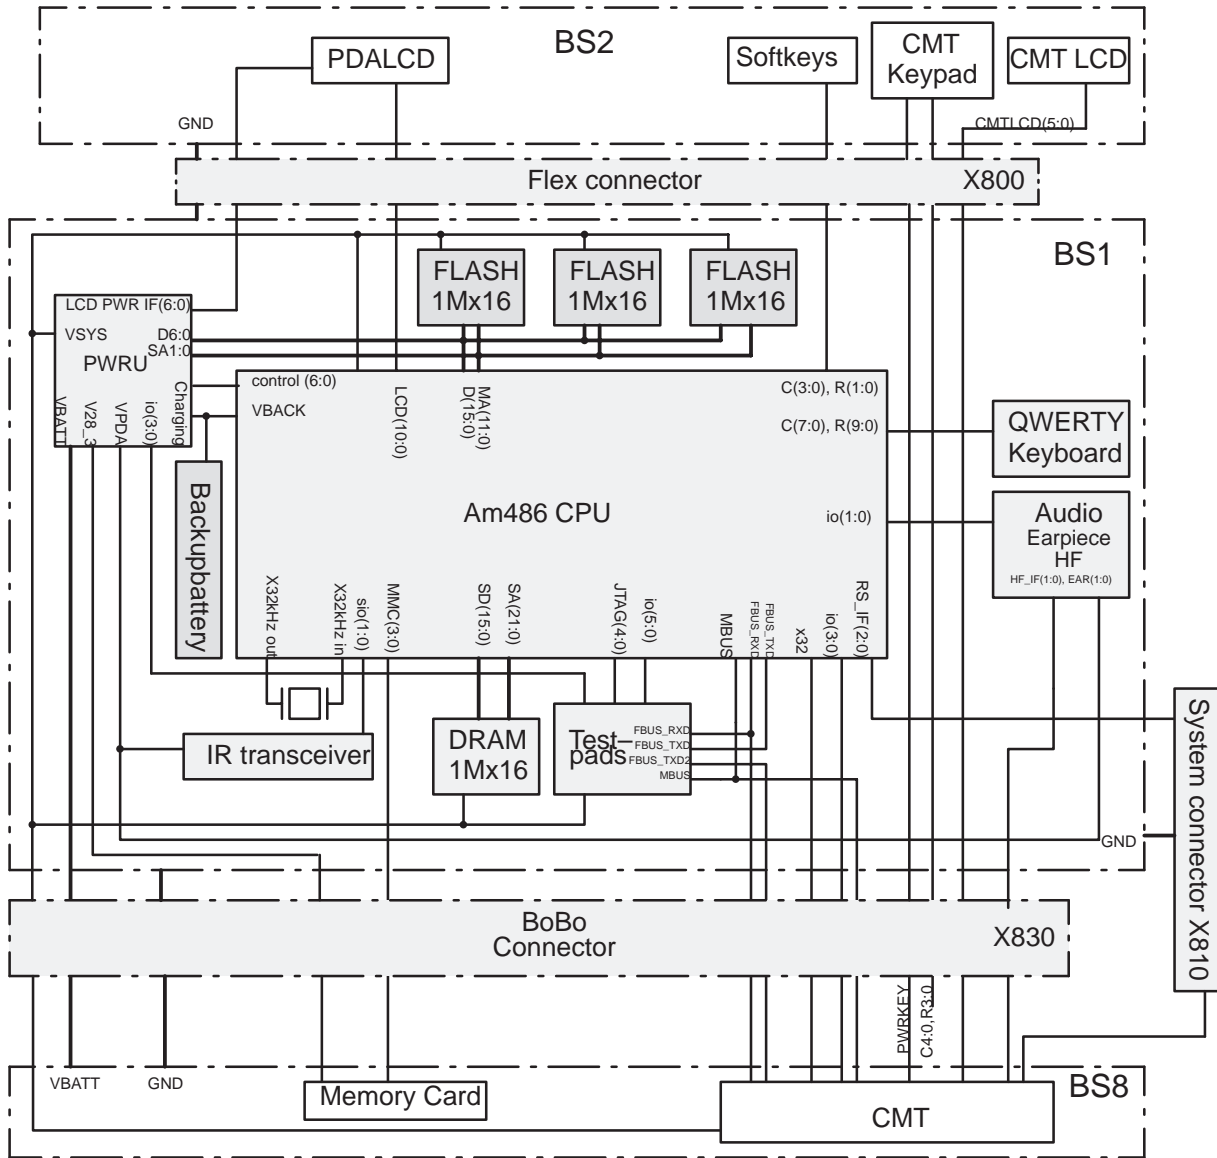 BS2
PDALCD
Softkeys
CMT
Keypad
CMT LCD
GND
CMTLCD(5:0)
Flex connector
X800
BS1
FLASH
1Mx16
FLASH
1Mx16
FLASH
1Mx16
LCD PWR IF(6:0)
VSYS
D6:0
SA1:0
PWRU
Charging
io(3:0)
VPDA
V28_3
VBATT
control (6:0)
VBACK
LCD(10:0)
D(15:0)
MA(11:0)
C(3:0), R(1:0)
C(7:0), R(9:0)
QWERTY
Keyboard
Backupbattery
Am486 CPU
io(1:0)
Audio
Earpiece
HF
HF_IF(1:0), EAR(1:0)
X32kHz out
X32kHz in
sio(1:0)
MMC(3:0)
SD(15:0)
SA(21:0)
JTAG(4:0)
io(5:0)
MBUS
FBUS_RXD
FBUS_TXD
x32
io(3:0)
RS_IF(2:0)
IR transceiver
DRAM
1Mx16
Test–
pads
FBUS_RXD
FBUS_TXD
FBUS_TXD2
MBUS
System connector X810
GND
BoBo
Connector
X830
PWRKEY
C4:0,R3:0
VBATT
GND
Memory Card
CMT
BS8